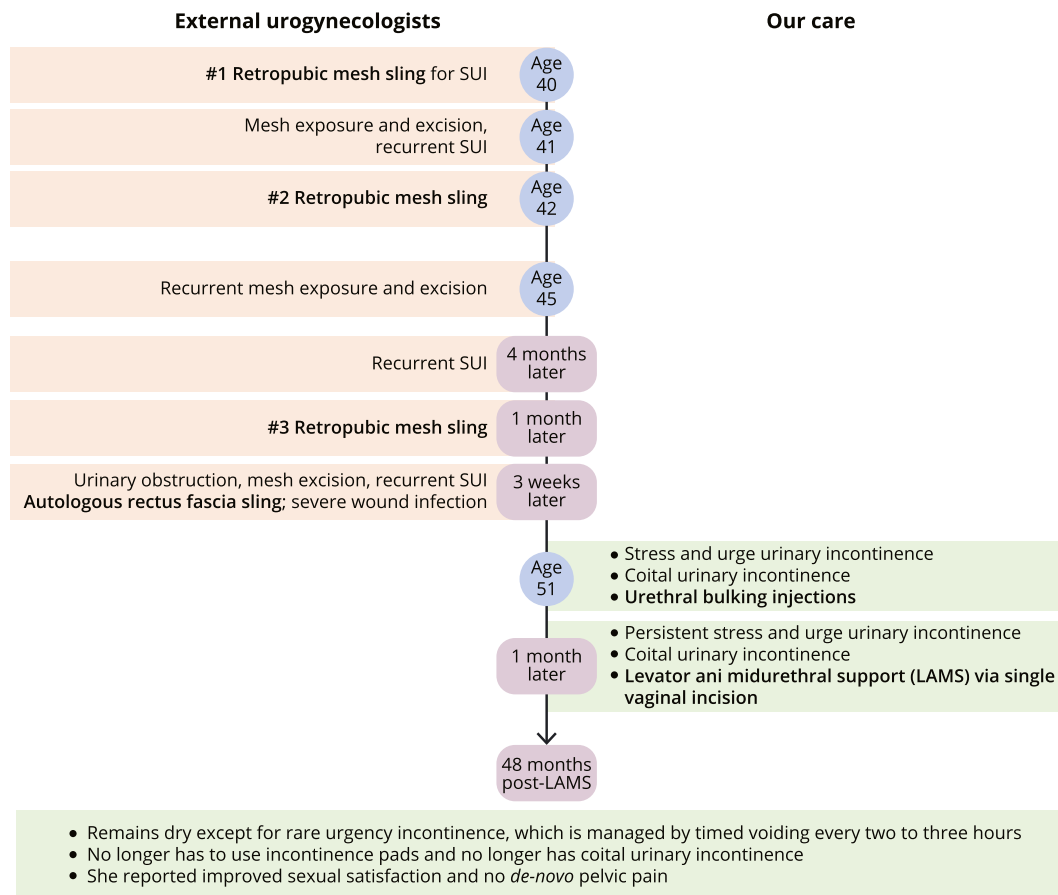 External urogynecologists
Our care
#1 Retropubic mesh sling for SUI
Age
40
Mesh exposure and excision,
recurrent SUI
Age
41
#2 Retropubic mesh sling
Age
42
Recurrent mesh exposure and excision
Age
45
Recurrent SUI
4 months
later
#3 Retropubic mesh sling
1 month
later
Urinary obstruction, mesh excision, recurrent SUI
Autologous rectus fascia sling; severe wound infection
3 weeks
later
Age
51
• Stress and urge urinary incontinence
• Coital urinary incontinence
• Urethral bulking injections
1 month
later
• Persistent stress and urge urinary incontinence
• Coital urinary incontinence
• Levator ani midurethral support (LAMS) via single
vaginal incision
48 months
post-LAMS
• Remains dry except for rare urgency incontinence, which is managed by timed voiding every two to three hours
• No longer has to use incontinence pads and no longer has coital urinary incontinence
• She reported improved sexual satisfaction and no de-novo pelvic pain